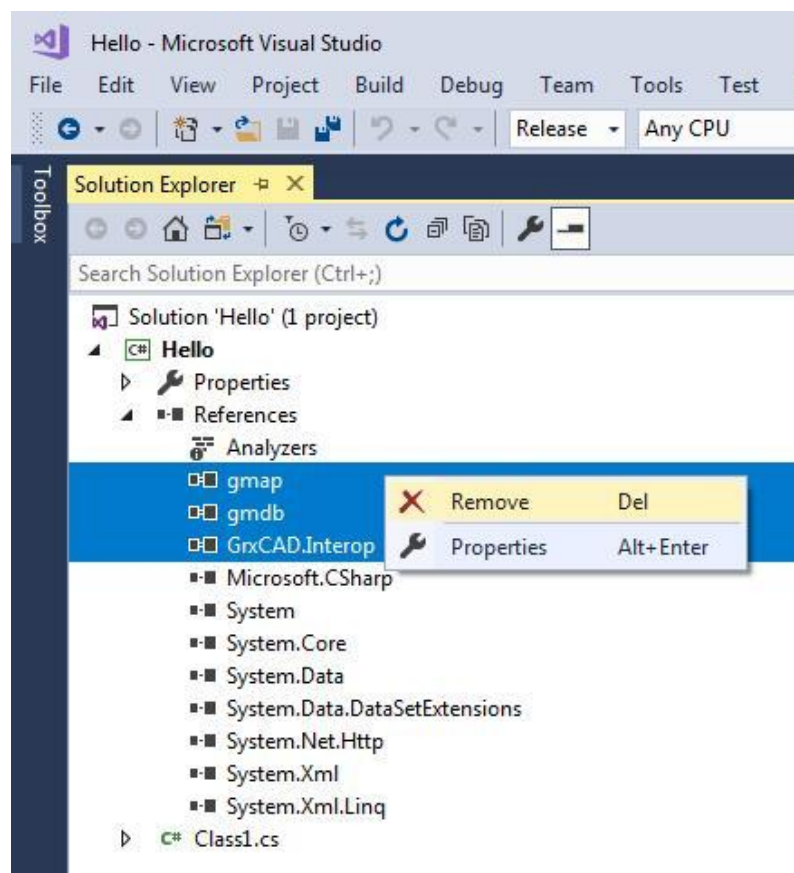 Hello - Microsoft Visual Studio
File Edit View Project Build Debug Team Tools Test
Release Any CPU
Toolbox
Solution Explorer
Search Solution Explorer (Ctrl+;)
Solution 'Hello' (1 project)
C# Hello
Properties
References
Analyzers
gmap
gmdb
GrxCAD.Interop
Remove Del
Properties Alt+Enter
Microsoft.CSharp
System
System.Core
System.Data
System.Data.DataSetExtensions
System.Net.Http
System.Xml
System.Xml.Linq
C# Class1.cs